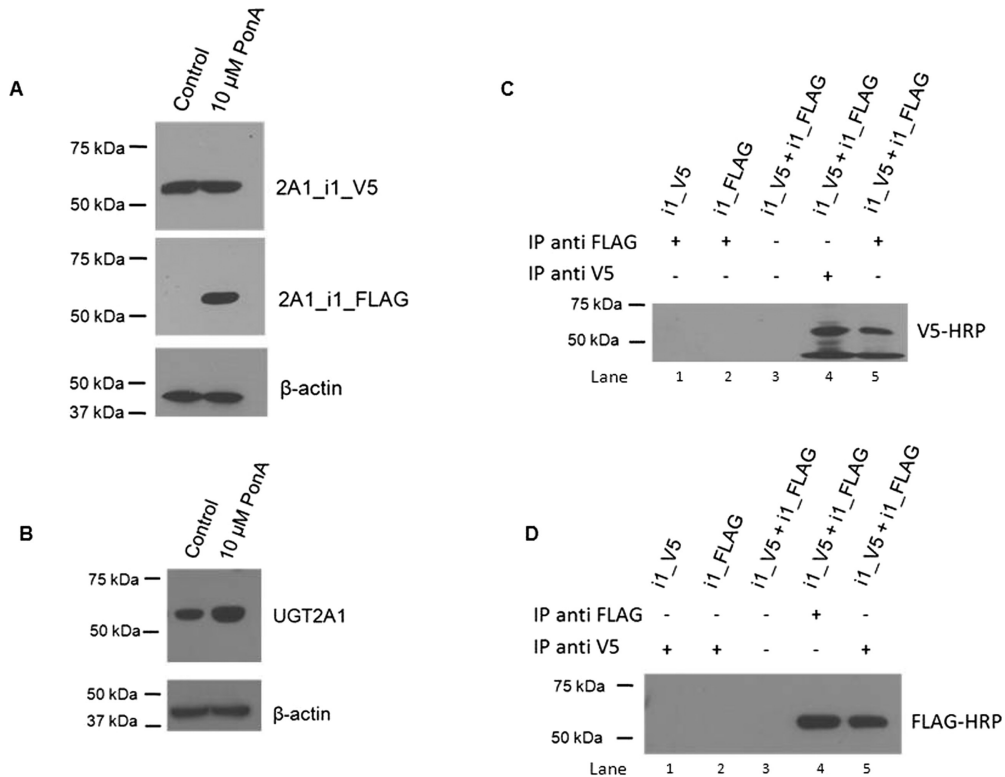 A
Control
10 µM PonA
75 kDa
50 kDa
2A1_i1_V5
75 kDa
50 kDa
2A1_i1_FLAG
50 kDa
37 kDa
β-actin
B
Control
10 µM PonA
75 kDa
50 kDa
UGT2A1
50 kDa
37 kDa
β-actin
C
i1_V5
i1_FLAG
i1_V5 + i1_FLAG
i1_V5 + i1_FLAG
i1_V5 + i1_FLAG
IP anti FLAG + + - - +
IP anti V5 - - - + -
75 kDa
50 kDa
V5-HRP
Lane 1 2 3 4 5
D
i1_V5
i1_FLAG
i1_V5 + i1_FLAG
i1_V5 + i1_FLAG
i1_V5 + i1_FLAG
IP anti FLAG - - - + -
IP anti V5 + + - - +
75 kDa
50 kDa
FLAG-HRP
Lane 1 2 3 4 5